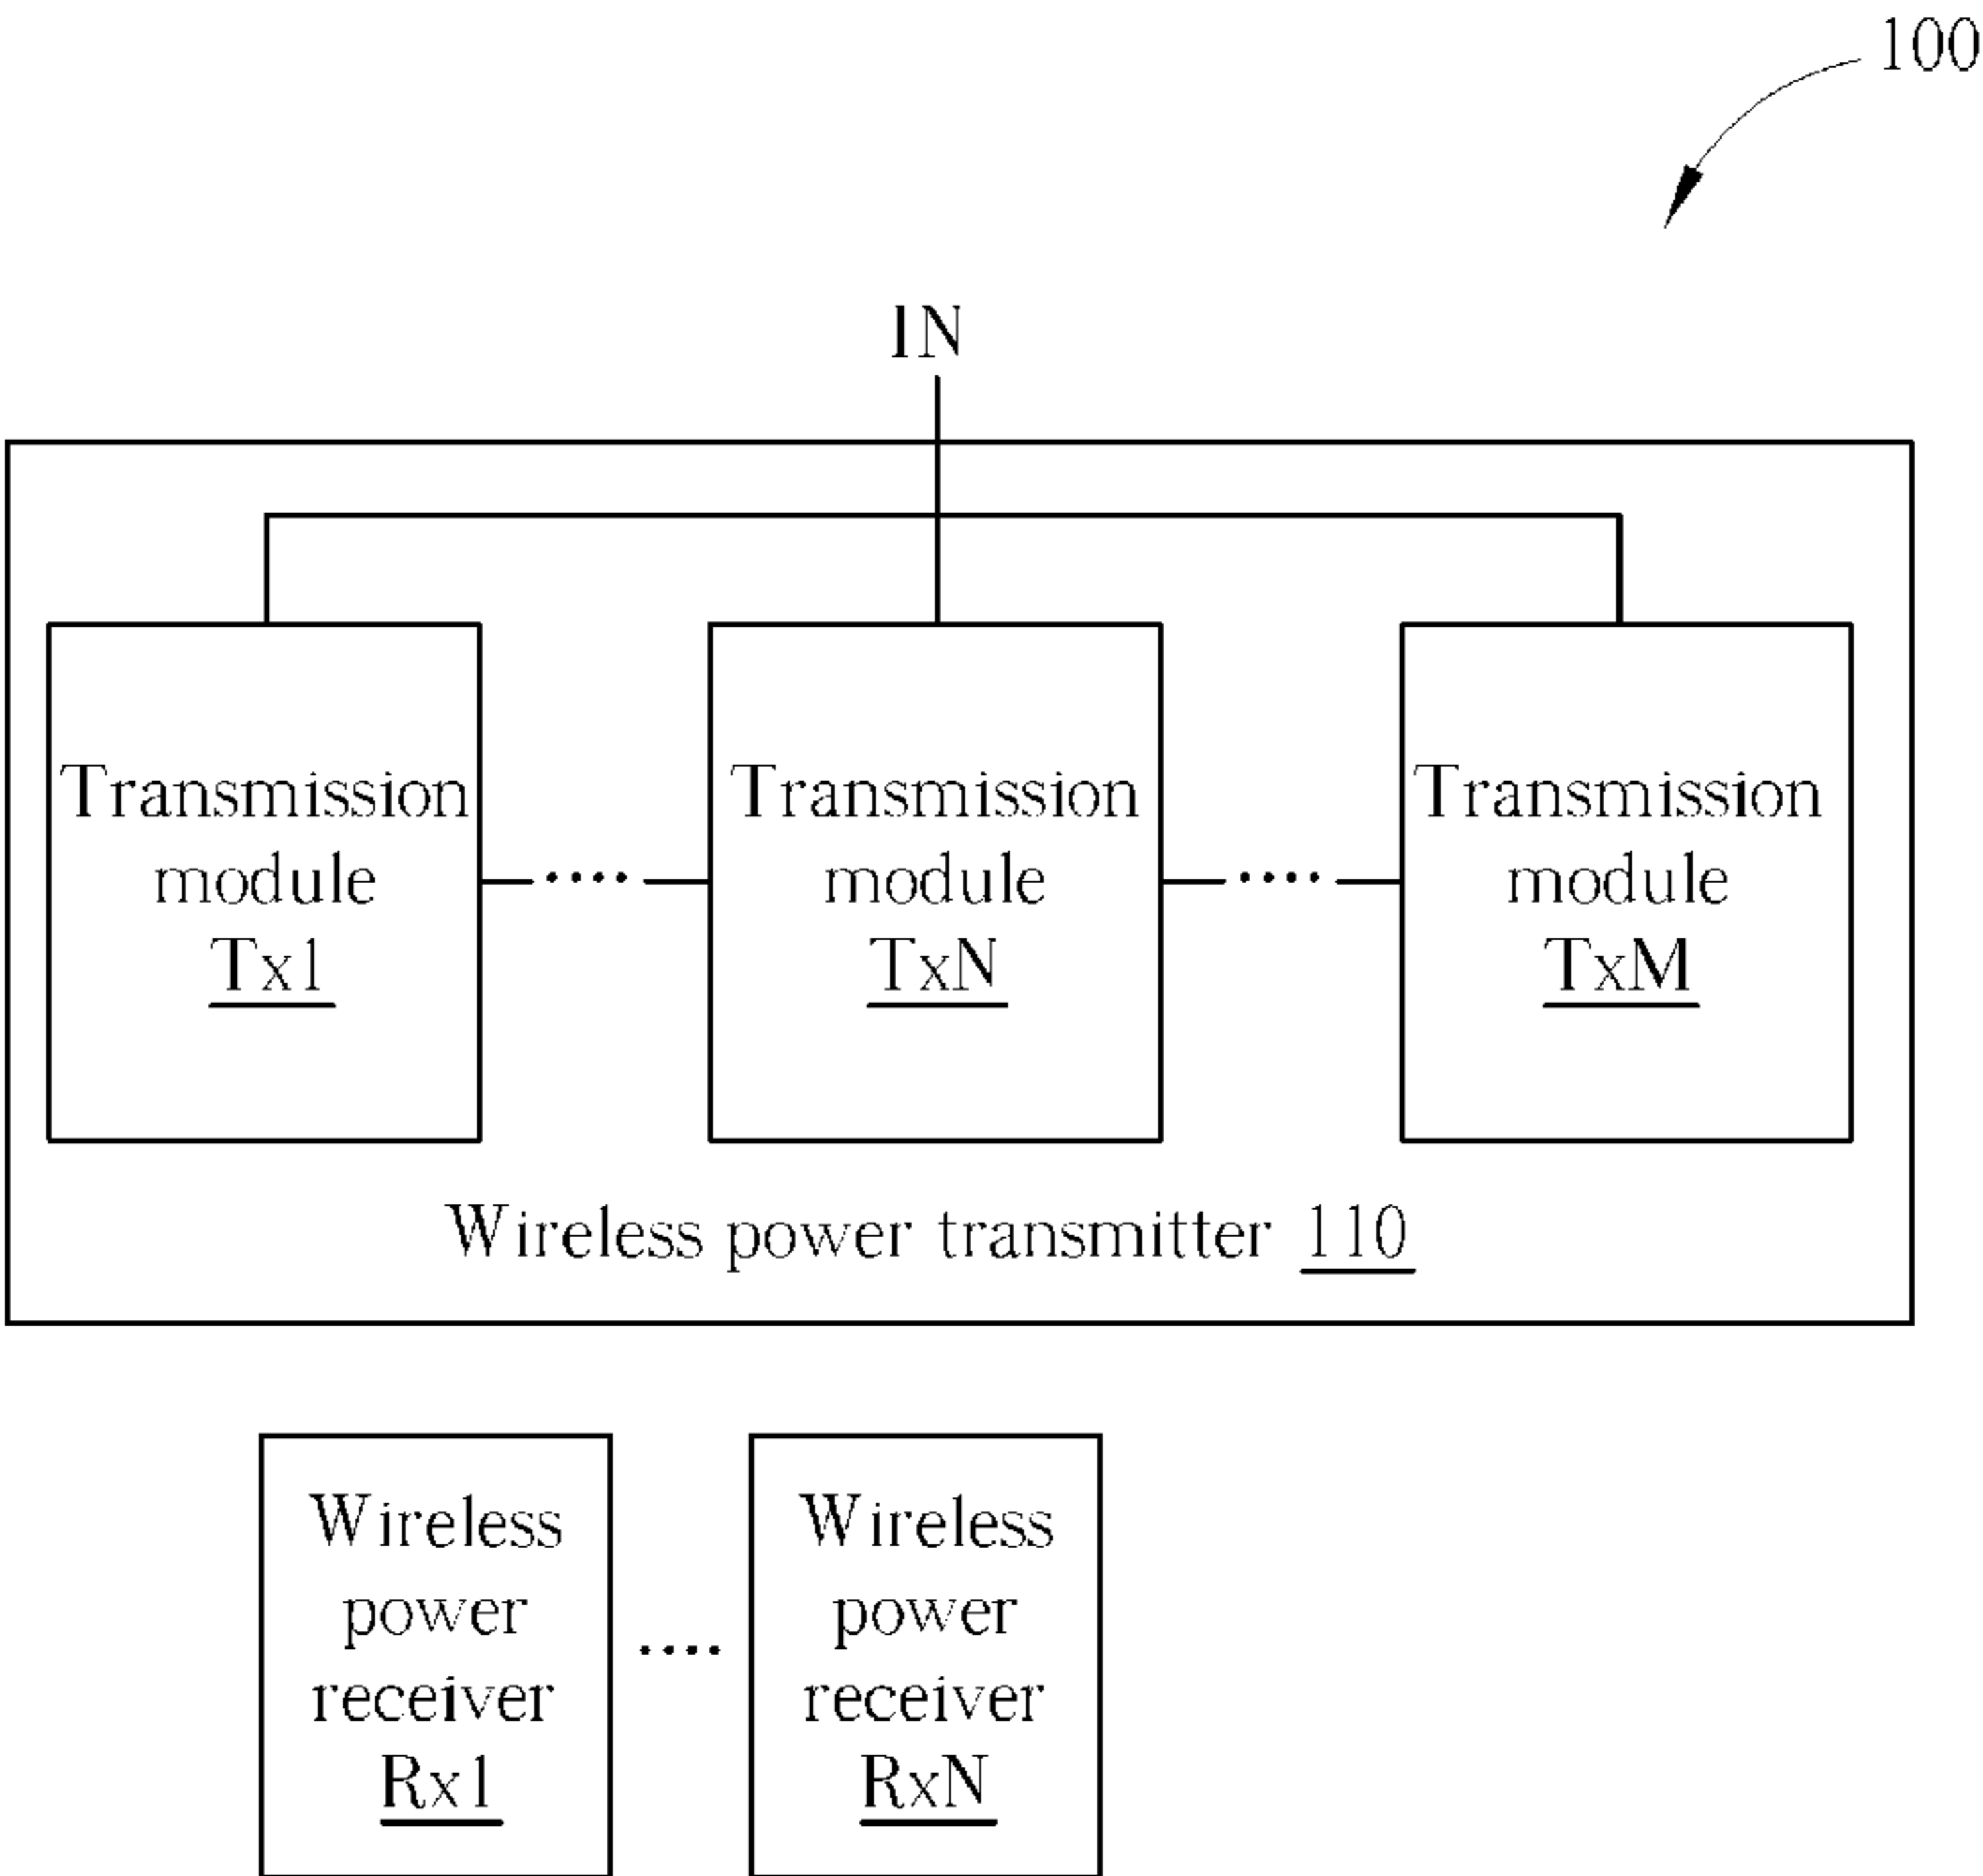 100
IN
Transmission
module
Tx1
....
Transmission
module
TxN
....
Transmission
module
TxM
Wireless power transmitter 110
Wireless
power
receiver
Rx1
....
Wireless
power
receiver
RxN